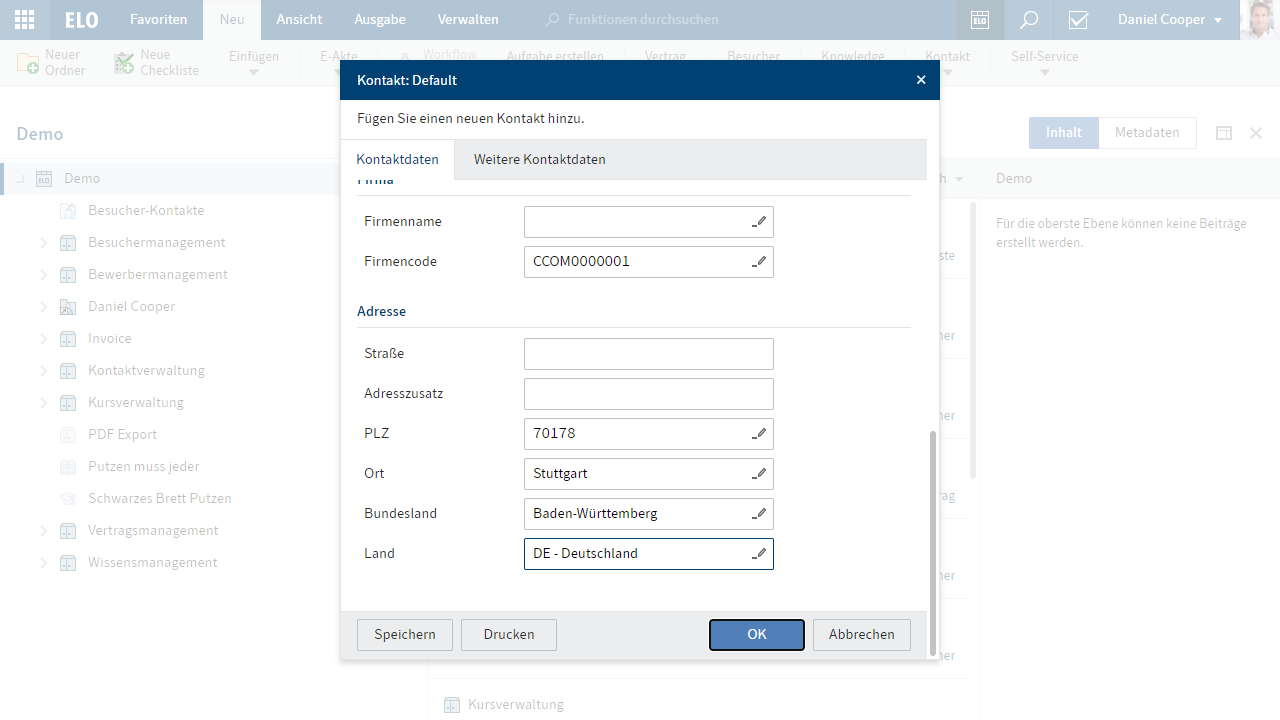 ELO Favoriten Neu Ansicht Ausgabe Verwalten Funktionen durchsuchen ELO Daniel Cooper
Neuer Ordner
Neue Checkliste
Einfügen
E-Akte
Workflow
Aufgabe erstellen
Vertrag
Besucher
Knowledge
Kontakt
Self-Service
Kontakt: Default
Fügen Sie einen neuen Kontakt hinzu.
Kontaktdaten Weitere Kontaktdaten
Firma
Firmenname
Firmencode CCOM0000001
Adresse
Straße
Adresszusatz
PLZ 70178
Ort Stuttgart
Bundesland Baden-Württemberg
Land DE - Deutschland
Speichern Drucken OK Abbrechen
Demo
Inhalt Metadaten
ELO Demo
Besucher-Kontakte
Besuchermanagement
Bewerbermanagement
Daniel Cooper
Invoice
Kontaktverwaltung
Kursverwaltung
PDF Export
Putzen muss jeder
Schwarzes Brett Putzen
Vertragsmanagement
Wissensmanagement
Kursverwaltung
Demo
Für die oberste Ebene können keine Beiträge
erstellt werden.